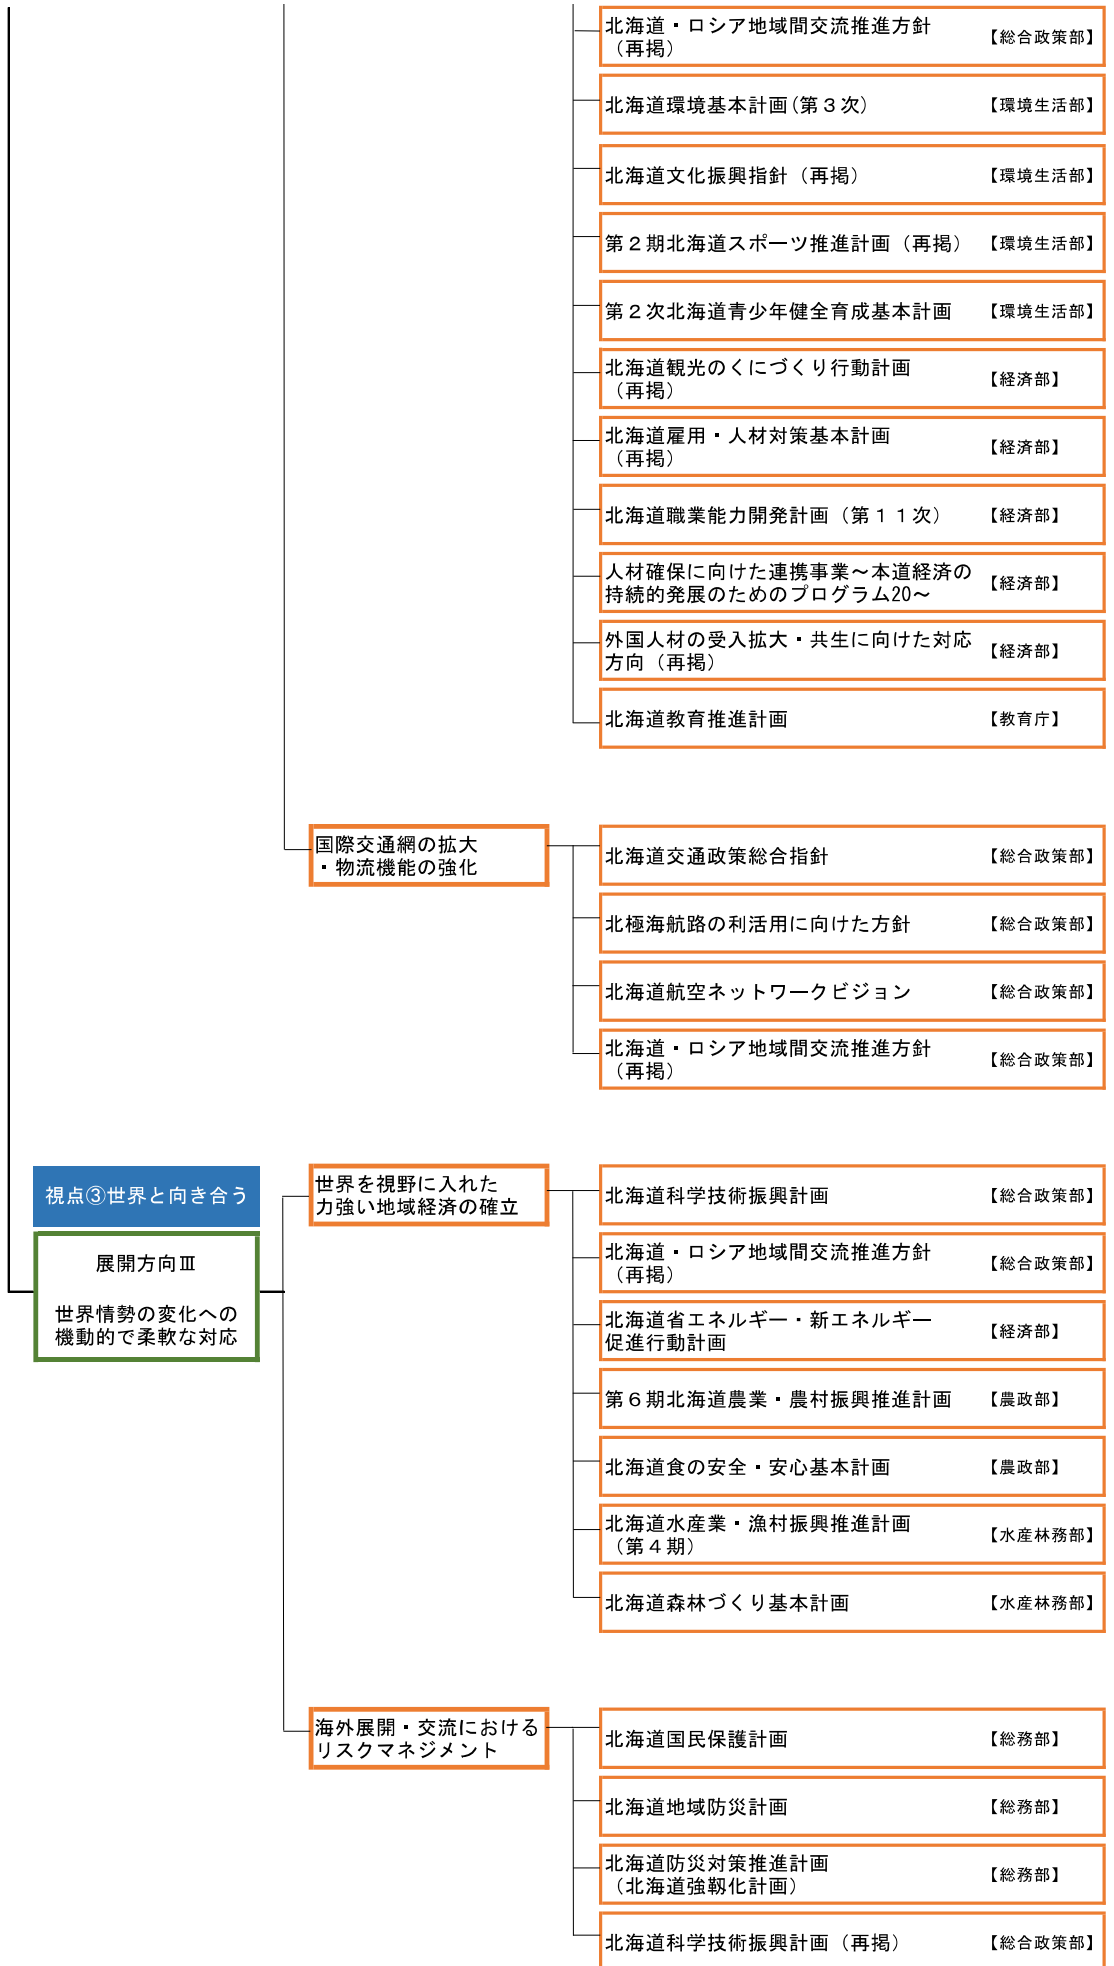 北海道・ロシア地域間交流推進方針
（再掲）
【総合政策部】
北海道環境基本計画(第３次)
【環境生活部】
北海道文化振興指針（再掲）
【環境生活部】
第２期北海道スポーツ推進計画（再掲）
【環境生活部】
第２次北海道青少年健全育成基本計画
【環境生活部】
北海道観光のくにづくり行動計画
（再掲）
【経済部】
北海道雇用・人材対策基本計画
（再掲）
【経済部】
北海道職業能力開発計画（第１１次）
【経済部】
人材確保に向けた連携事業～本道経済の
持続的発展のためのプログラム20～
【経済部】
外国人材の受入拡大・共生に向けた対応
方向（再掲）
【経済部】
北海道教育推進計画
【教育庁】
国際交通網の拡大
・物流機能の強化
北海道交通政策総合指針
【総合政策部】
北極海航路の利活用に向けた方針
【総合政策部】
北海道航空ネットワークビジョン
【総合政策部】
北海道・ロシア地域間交流推進方針
（再掲）
【総合政策部】
視点③世界と向き合う
展開方向Ⅲ
世界情勢の変化への
機動的で柔軟な対応
世界を視野に入れた
力強い地域経済の確立
北海道科学技術振興計画
【総合政策部】
北海道・ロシア地域間交流推進方針
（再掲）
【総合政策部】
北海道省エネルギー・新エネルギー
促進行動計画
【経済部】
第６期北海道農業・農村振興推進計画
【農政部】
北海道食の安全・安心基本計画
【農政部】
北海道水産業・漁村振興推進計画
（第４期）
【水産林務部】
北海道森林づくり基本計画
【水産林務部】
海外展開・交流における
リスクマネジメント
北海道国民保護計画
【総務部】
北海道地域防災計画
【総務部】
北海道防災対策推進計画
（北海道強靱化計画）
【総務部】
北海道科学技術振興計画（再掲）
【総合政策部】